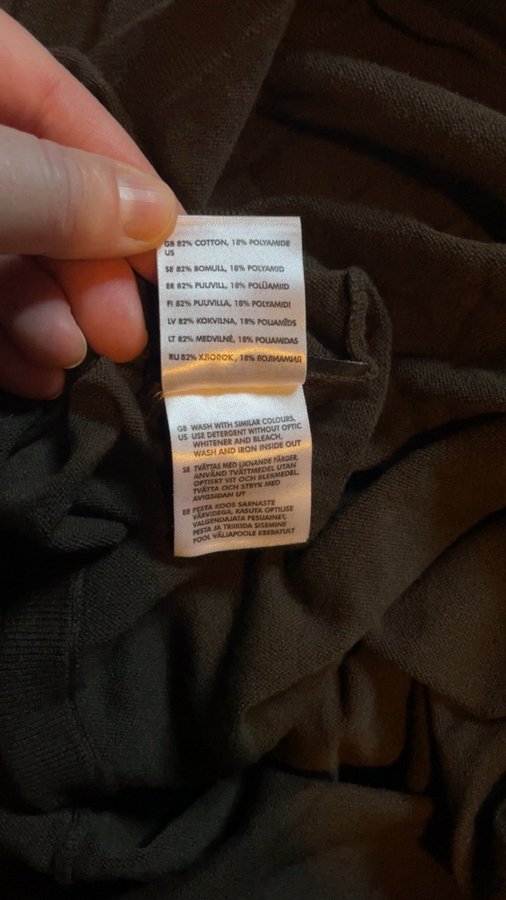 GB 82% COTTON, 18% POLYAMIDE
US
SE 82% BOMULL, 18% POLYAMID
EE 82% PUUVILL, 18% POLÜAMIID
FI 82% PUUVILLA, 18% POLYAMIDI
LV 82% KOKVILNA, 18% POLIAMĪDS
LT 82% MEDVILNĖ, 18% POLIAMIDAS
RU 82% ХЛОПОК, 18% ПОЛИАМИД
GB WASH WITH SIMILAR COLOURS,
US USE DETERGENT WITHOUT OPTIC
WHITENER AND BLEACH,
WASH AND IRON INSIDE OUT
SE TVÄTTAS MED LIKNANDE FÄRGER,
ANVÄND TVÄTTMEDEL UTAN
OPTISKT VIT OCH BLEKMEDEL,
TVÄTTA OCH STRYK MED
AVIGSIDAN UT
EE PESTA KOOS SARNASTE
VÄRVIDEGA, KASUTA OPTILISE
VALGENDAJATA PESUAINET,
PESTA JA TRIIKIDA SISEMINE
POOL VÄLJAPOOLE KEERATULT